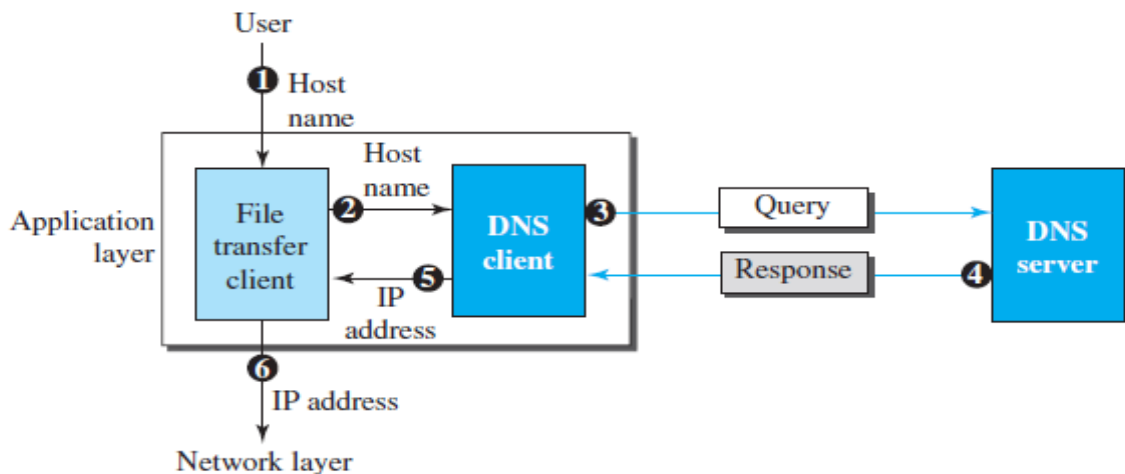 User
1
Host
name
Host
name
2
3
Query
Application
layer
File
transfer
client
DNS
client
DNS
server
Response
4
5
IP
address
6
IP address
Network layer